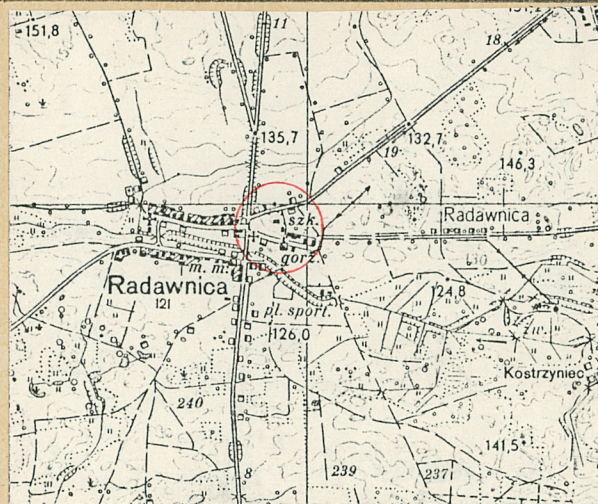 151,8
11
18
135,7
132,7
19
146,3
szk.
Radawnica
gorz.
m. m.
Radawnica
121
124,8
pl. sport.
126,0
Kostrzyniec
240
141,5
8
239
237